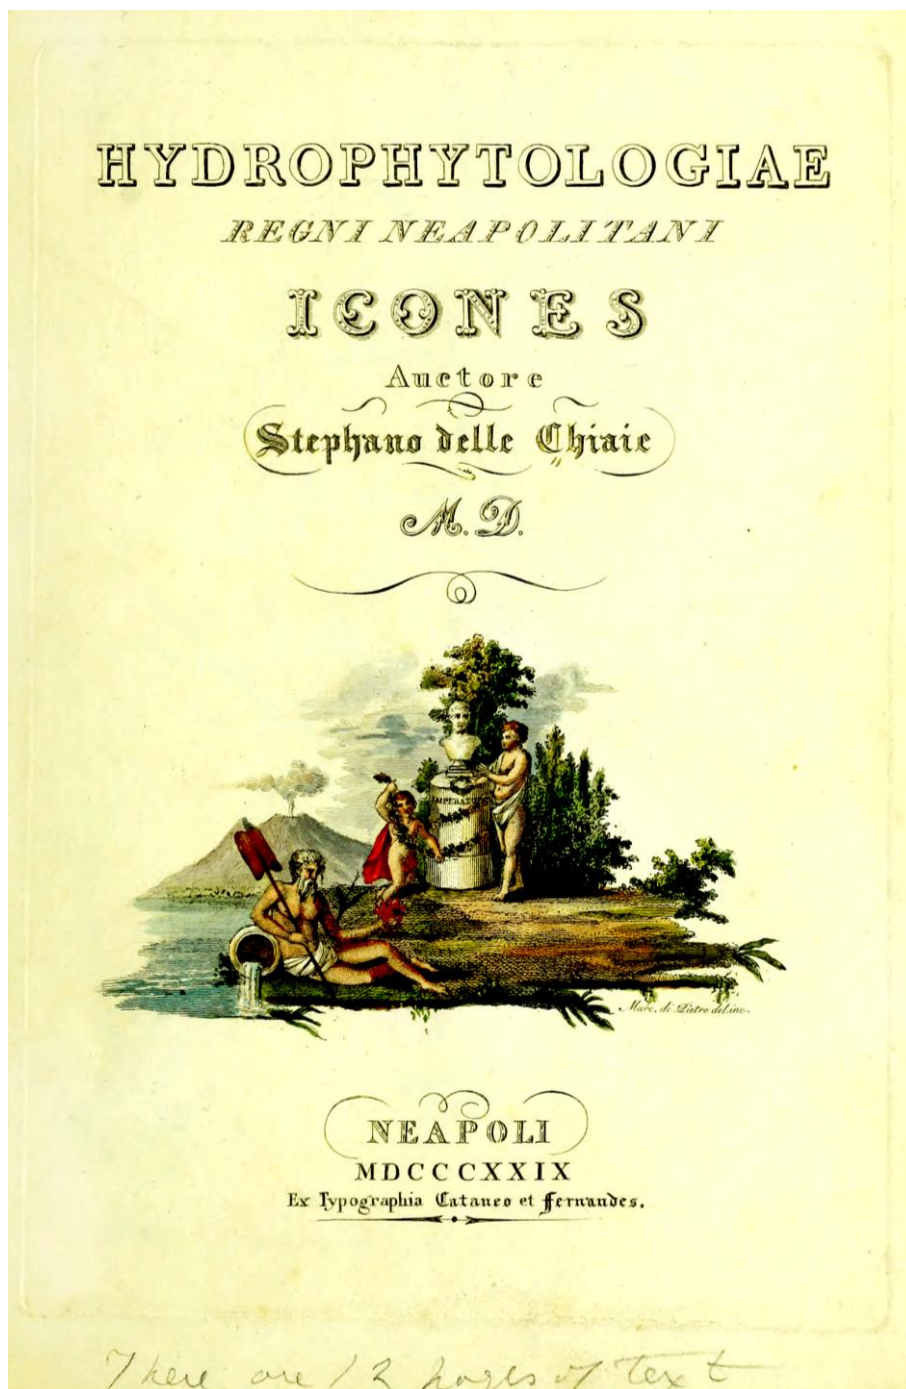 HYDROPHYTOLOGIAE
REGNI NEAPOLITANI
ICONES
Auctore
Stephano delle Chiaie
M. D.
IMPERATO
Marc. di Pietro del. inc.
NEAPOLI
MDCCCXXIX
Ex Typographia Cataneo et Fernandes.
There are 12 pages of text